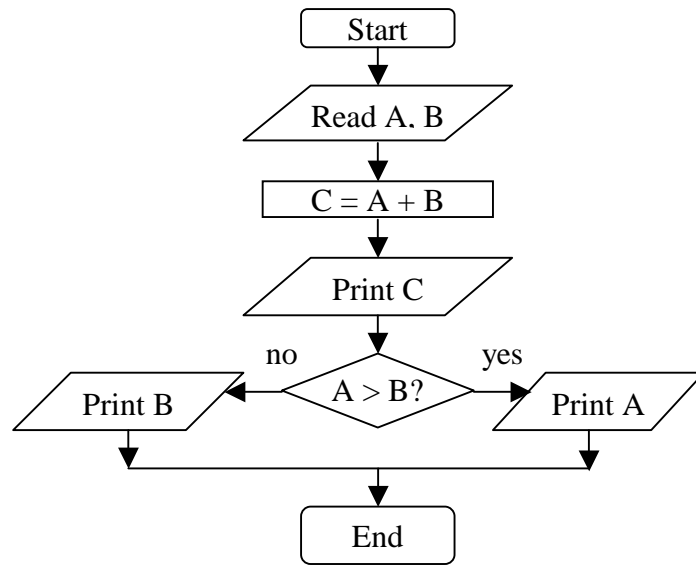 Start
Read A, B
C = A + B
Print C
no
yes
Print B
A > B?
Print A
End